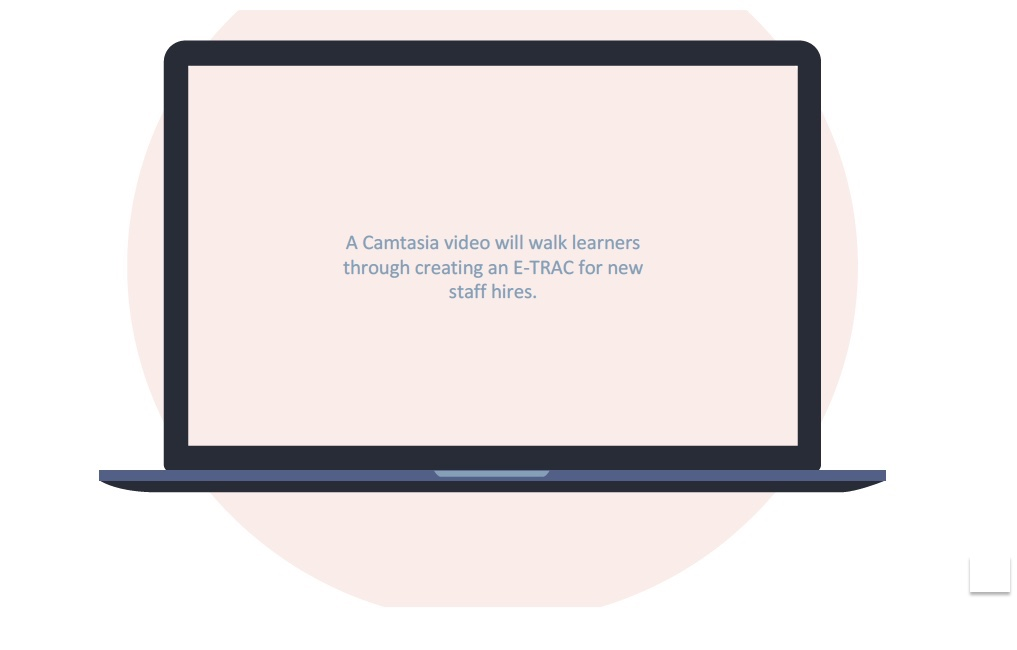 A Camtasia video will walk learners
through creating an E-TRAC for new
staff hires.